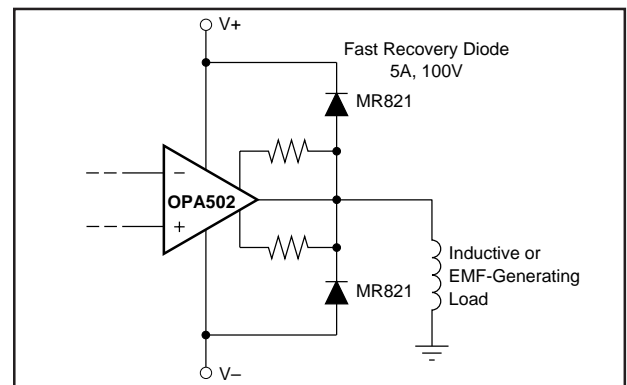 V+
Fast Recovery Diode
5A, 100V
MR821
–
OPA502
+
Inductive or
EMF-Generating
Load
MR821
V–